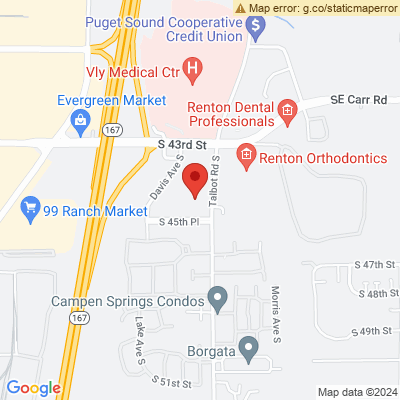 Map error: g.co/staticmaperror
Puget Sound Cooperative
Credit Union
Vly Medical Ctr
H
Evergreen Market
Renton Dental
Professionals
SE Carr Rd
167
S 43rd St
Renton Orthodontics
Davis Ave S
Talbot Rd S
99 Ranch Market
S 45th Pl
S 47th St
Campen Springs Condos
S 48th St
Morris Ave S
167
Lake Ave S
S 49th St
Borgata
S 51st St
Google
Map data ©2024